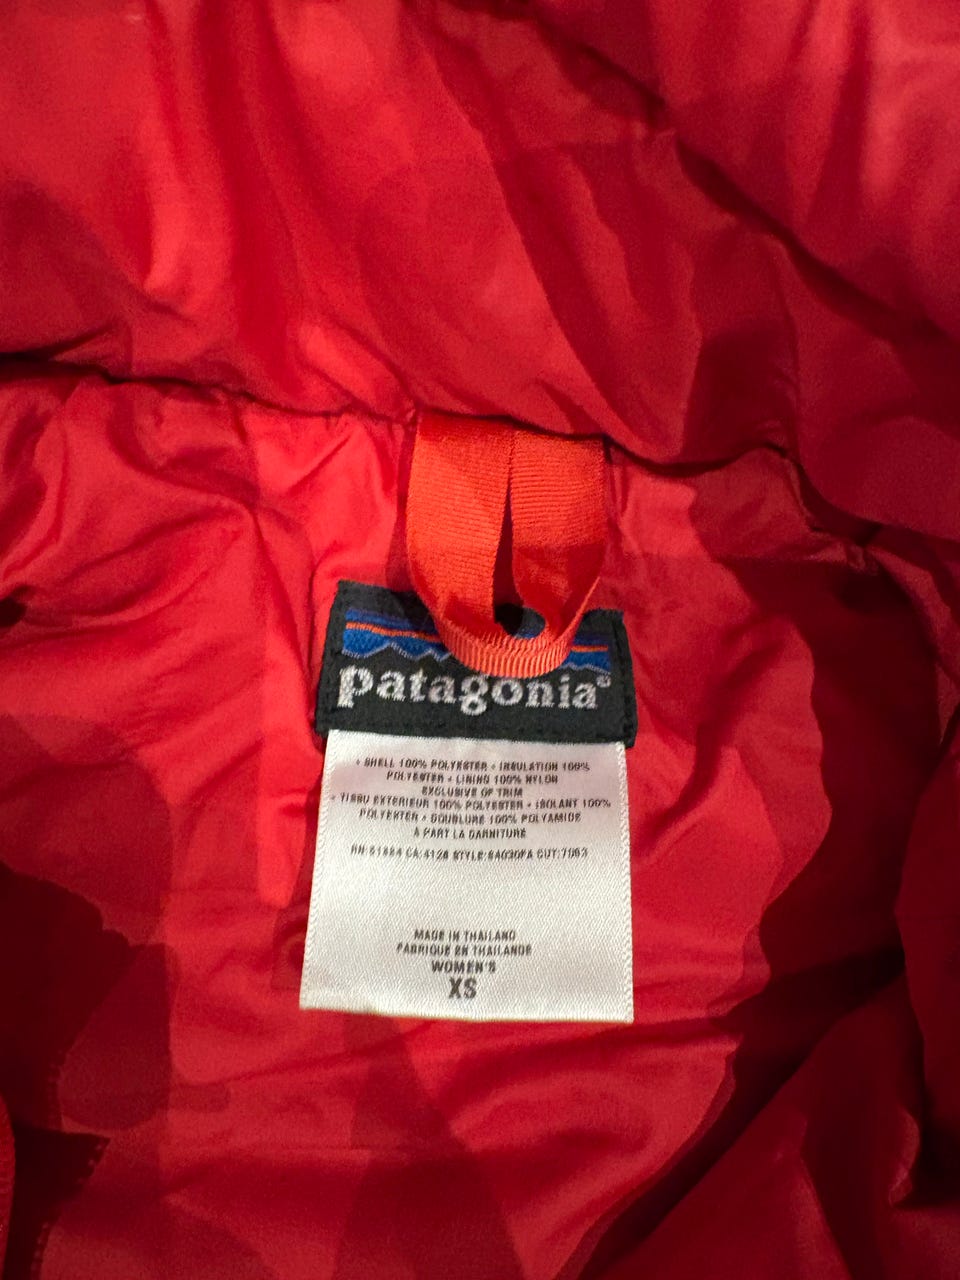 patagonia®
• SHELL 100% POLYESTER • INSULATION 100%
POLYESTER • LINING 100% NYLON
EXCLUSIVE OF TRIM
• TISSU EXTERIEUR 100% POLYESTER • ISOLANT 100%
POLYESTER • DOUBLURE 100% POLYAMIDE
À PART LA GARNITURE
RN:51884 CA:4128 STYLE:84030FA CUT:7063
MADE IN THAILAND
FABRIQUE EN THAILANDE
WOMEN'S
XS